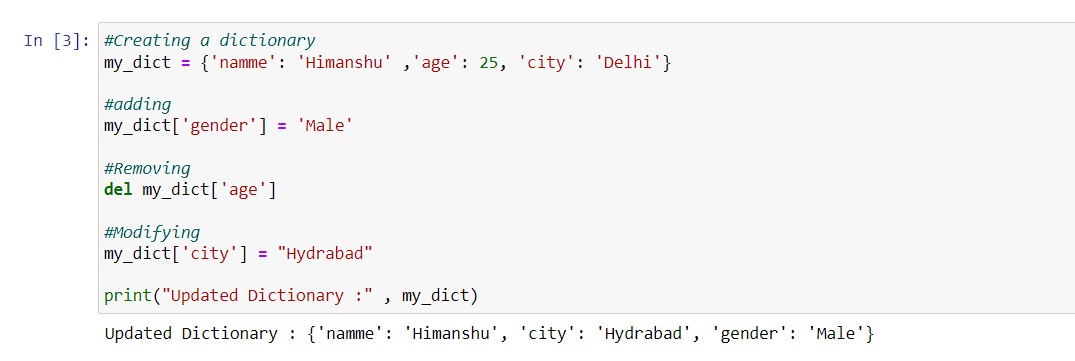 In [3]: #Creating a dictionary
my_dict = {'namme': 'Himanshu' ,'age': 25, 'city': 'Delhi'}
#adding
my_dict['gender'] = 'Male'
#Removing
del my_dict['age']
#Modifying
my_dict['city'] = "Hydrabad"
print("Updated Dictionary :" , my_dict)
Updated Dictionary : {'namme': 'Himanshu', 'city': 'Hydrabad', 'gender': 'Male'}